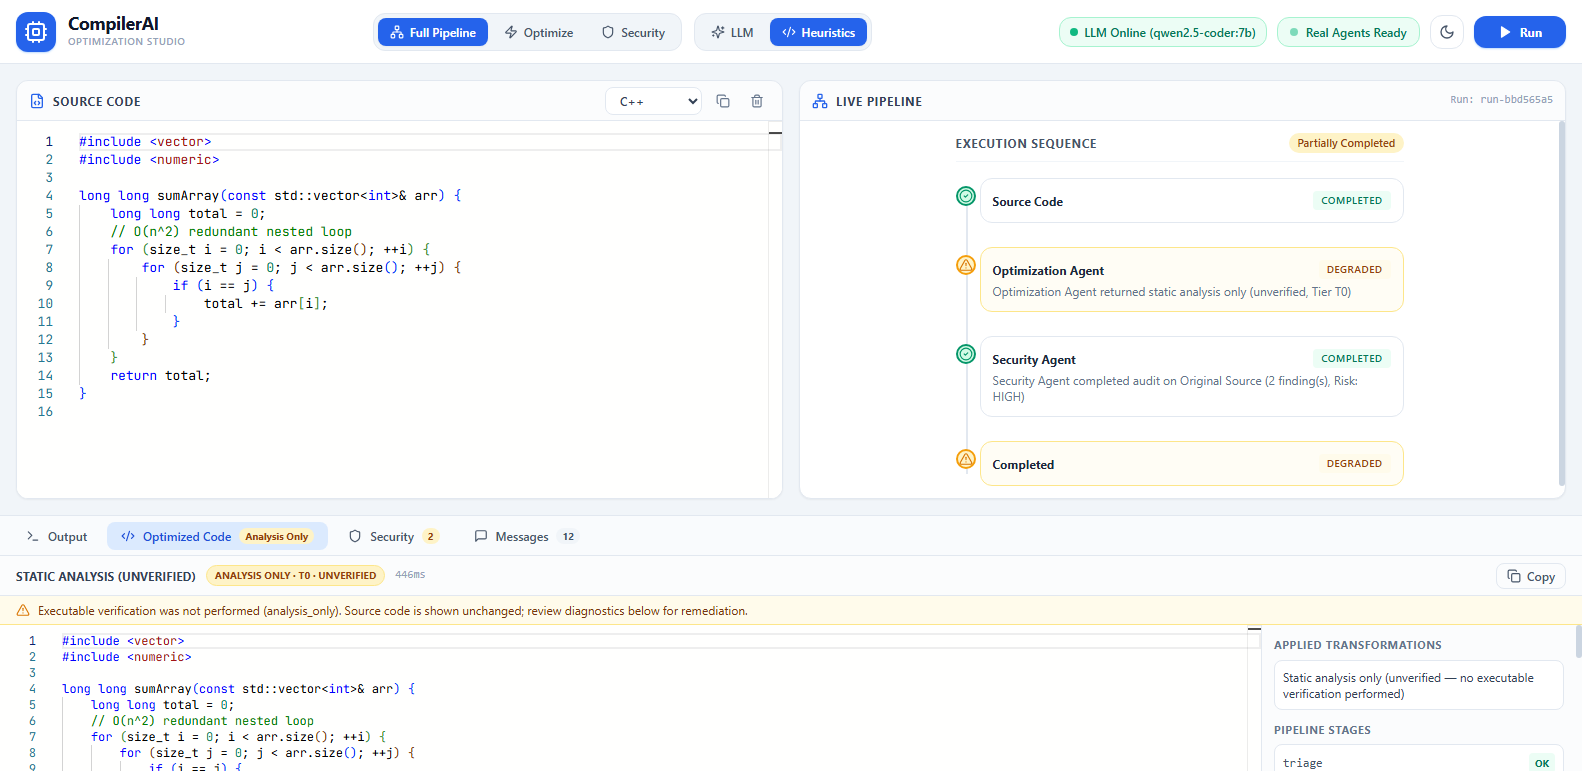 CompilerAI
OPTIMIZATION STUDIO
Full Pipeline
Optimize
Security
LLM
Heuristics
LLM Online (qwen2.5-coder:7b)
Real Agents Ready
Run
SOURCE CODE
C++
1 #include <vector>
2 #include <numeric>
3
4 long long sumArray(const std::vector<int>& arr) {
5 long long total = 0;
6 // O(n^2) redundant nested loop
7 for (size_t i = 0; i < arr.size(); ++i) {
8 for (size_t j = 0; j < arr.size(); ++j) {
9 if (i == j) {
10 total += arr[i];
11 }
12 }
13 }
14 return total;
15 }
16
LIVE PIPELINE
Run: run-bbd565a5
EXECUTION SEQUENCE
Partially Completed
Source Code
COMPLETED
Optimization Agent
DEGRADED
Optimization Agent returned static analysis only (unverified, Tier T0)
Security Agent
COMPLETED
Security Agent completed audit on Original Source (2 finding(s), Risk:
HIGH)
Completed
DEGRADED
Output
Optimized Code
Analysis Only
Security
2
Messages
12
STATIC ANALYSIS (UNVERIFIED)
ANALYSIS ONLY · T0 · UNVERIFIED
446ms
Copy
Executable verification was not performed (analysis_only). Source code is shown unchanged; review diagnostics below for remediation.
1 #include <vector>
2 #include <numeric>
3
4 long long sumArray(const std::vector<int>& arr) {
5 long long total = 0;
6 // O(n^2) redundant nested loop
7 for (size_t i = 0; i < arr.size(); ++i) {
8 for (size_t j = 0; j < arr.size(); ++j) {
9 if (i == j) {
APPLIED TRANSFORMATIONS
Static analysis only (unverified — no executable
verification performed)
PIPELINE STAGES
triage
OK